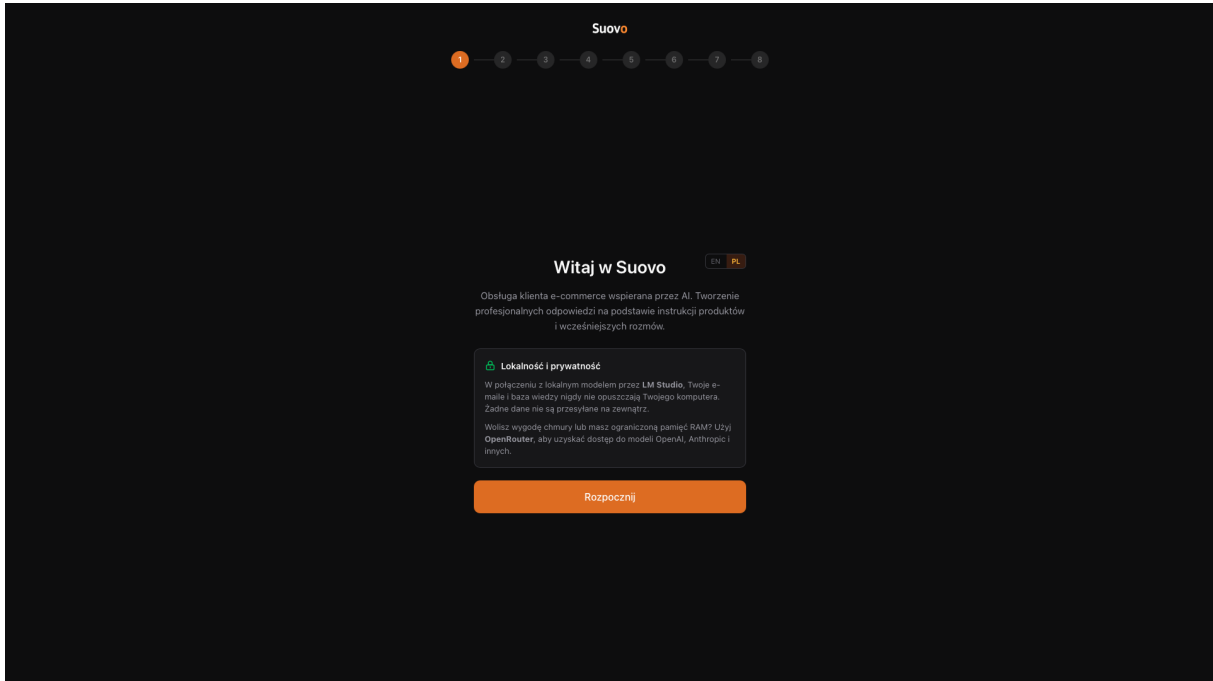 Suovo
1 2 3 4 5 6 7 8
Witaj w Suovo
EN PL
Obsługa klienta e-commerce wspierana przez AI. Tworzenie
profesjonalnych odpowiedzi na podstawie instrukcji produktów
i wcześniejszych rozmów.
Lokalność i prywatność
W połączeniu z lokalnym modelem przez LM Studio, Twoje e-
maile i baza wiedzy nigdy nie opuszczają Twojego komputera.
Żadne dane nie są przesyłane na zewnątrz.
Wolisz wygodę chmury lub masz ograniczoną pamięć RAM? Użyj
OpenRouter, aby uzyskać dostęp do modeli OpenAI, Anthropic i
innych.
Rozpocznij